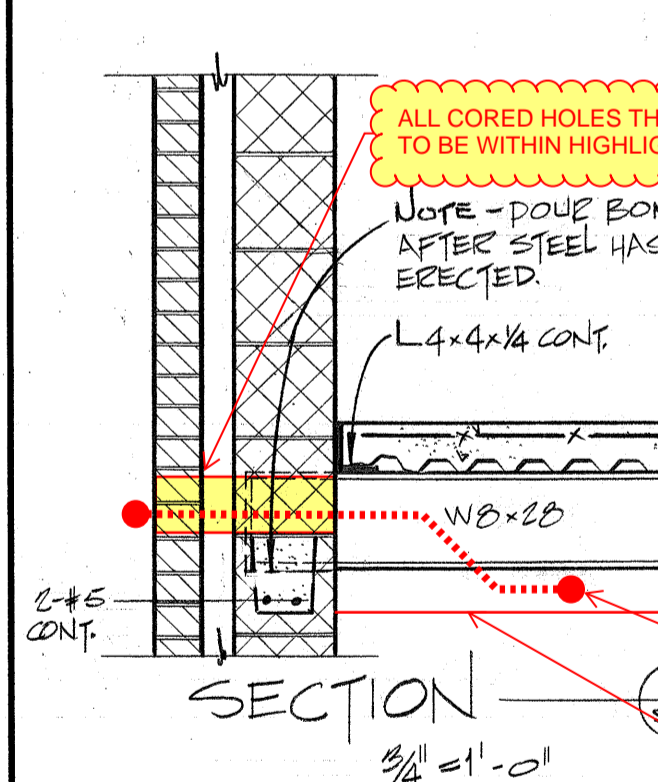 ALL CORED HOLES TH
TO BE WITHIN HIGHLIG
NOTE - POUR BON
AFTER STEEL HAS
ERECTED.
L4x4x1/4 CONT.
W8x28
2-#5
CONT.
SECTION
3/4" = 1'-0"